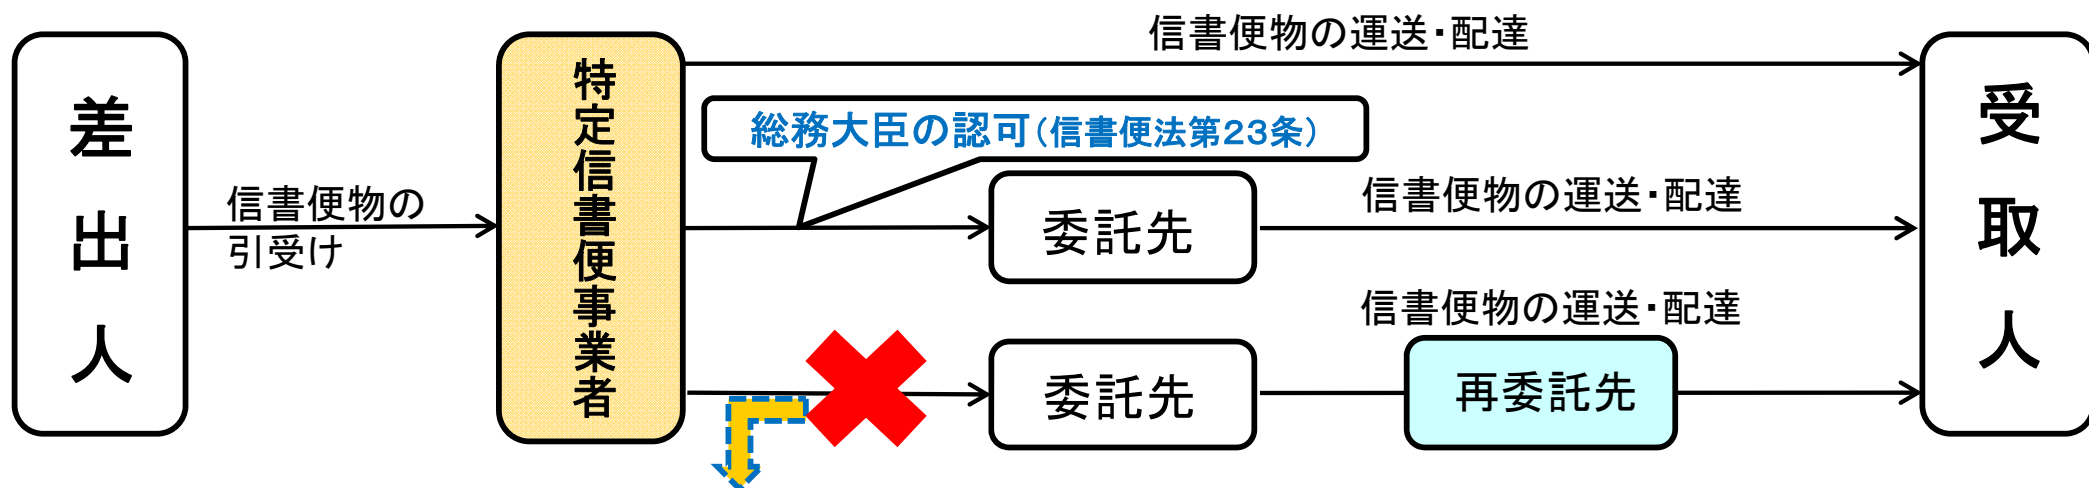 差出人
信書便物の
引受け
特定信書便事業者
信書便物の運送・配達
総務大臣の認可(信書便法第23条)
委託先
信書便物の運送・配達
委託先
信書便物の運送・配達
再委託先
受取人